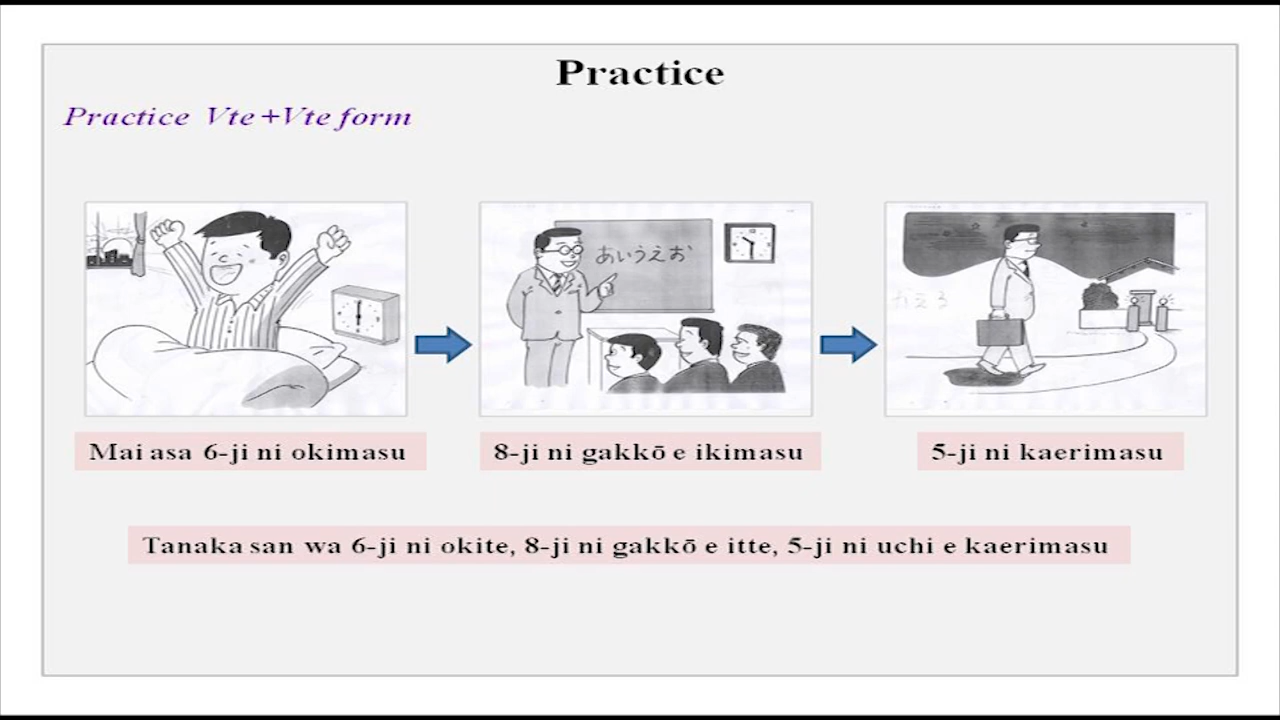 Practice
Practice Vte+Vte form
あいうえお
Mai asa 6-ji ni okimasu
8-ji ni gakkō e ikimasu
5-ji ni kaerimasu
Tanaka san wa 6-ji ni okite, 8-ji ni gakkō e itte, 5-ji ni uchi e kaerimasu